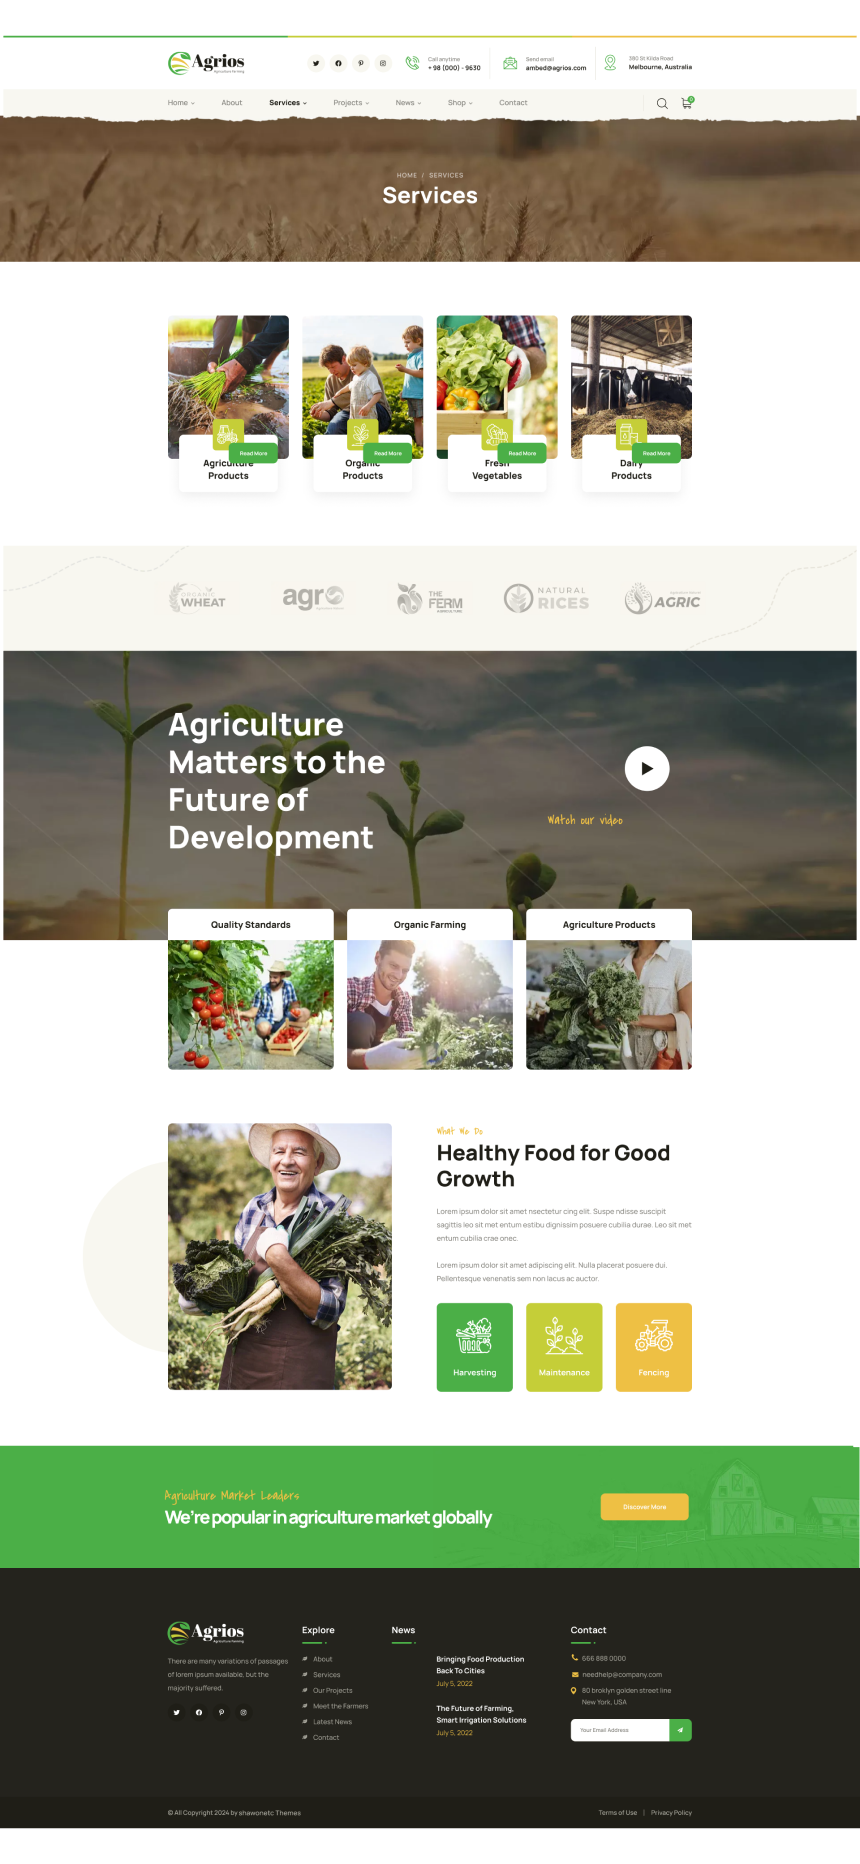 Agrios
Agriculture Farming
Call anytime
+ 98 (000) - 9630
Send email
ambed@agrios.com
380 St Kilda Road
Melbourne, Australia
Home
About
Services
Projects
News
Shop
Contact
0
HOME / SERVICES
Services
Read More
Agriculture
Products
Read More
Organic
Products
Read More
Fresh
Vegetables
Read More
Dairy
Products
ORGANIC
WHEAT
agro
THE
FERM
AGRICULTURE
NATURAL
RICES
AGRIC
Agriculture
Matters to the
Future of
Development
Watch our video
Quality Standards
Organic Farming
Agriculture Products
What We Do
Healthy Food for Good
Growth
Lorem ipsum dolor sit amet nsectetur cing elit. Suspe ndisse suscipit
sagittis leo sit met entum estibu dignissim posuere cubilia durae. Leo sit met
entum cubilia crae onec.
Lorem ipsum dolor sit amet adipiscing elit. Nulla placerat posuere dui.
Pellentesque venenatis sem non lacus ac auctor.
Harvesting
Maintenance
Fencing
Agriculture Market Leaders
We're popular in agriculture market globally
Discover More
Agrios
Agriculture Farming
There are many variations of passages
of lorem ipsum available, but the
majority suffered.
Explore
About
Services
Our Projects
Meet the Farmers
Latest News
Contact
News
Bringing Food Production
Back To Cities
July 5, 2022
The Future of Farming,
Smart Irrigation Solutions
July 5, 2022
Contact
666 888 0000
needhelp@company.com
80 broklyn golden street line
New York, USA
Your Email Address
© All Copyright 2024 by shawonetc Themes
Terms of Use | Privacy Policy